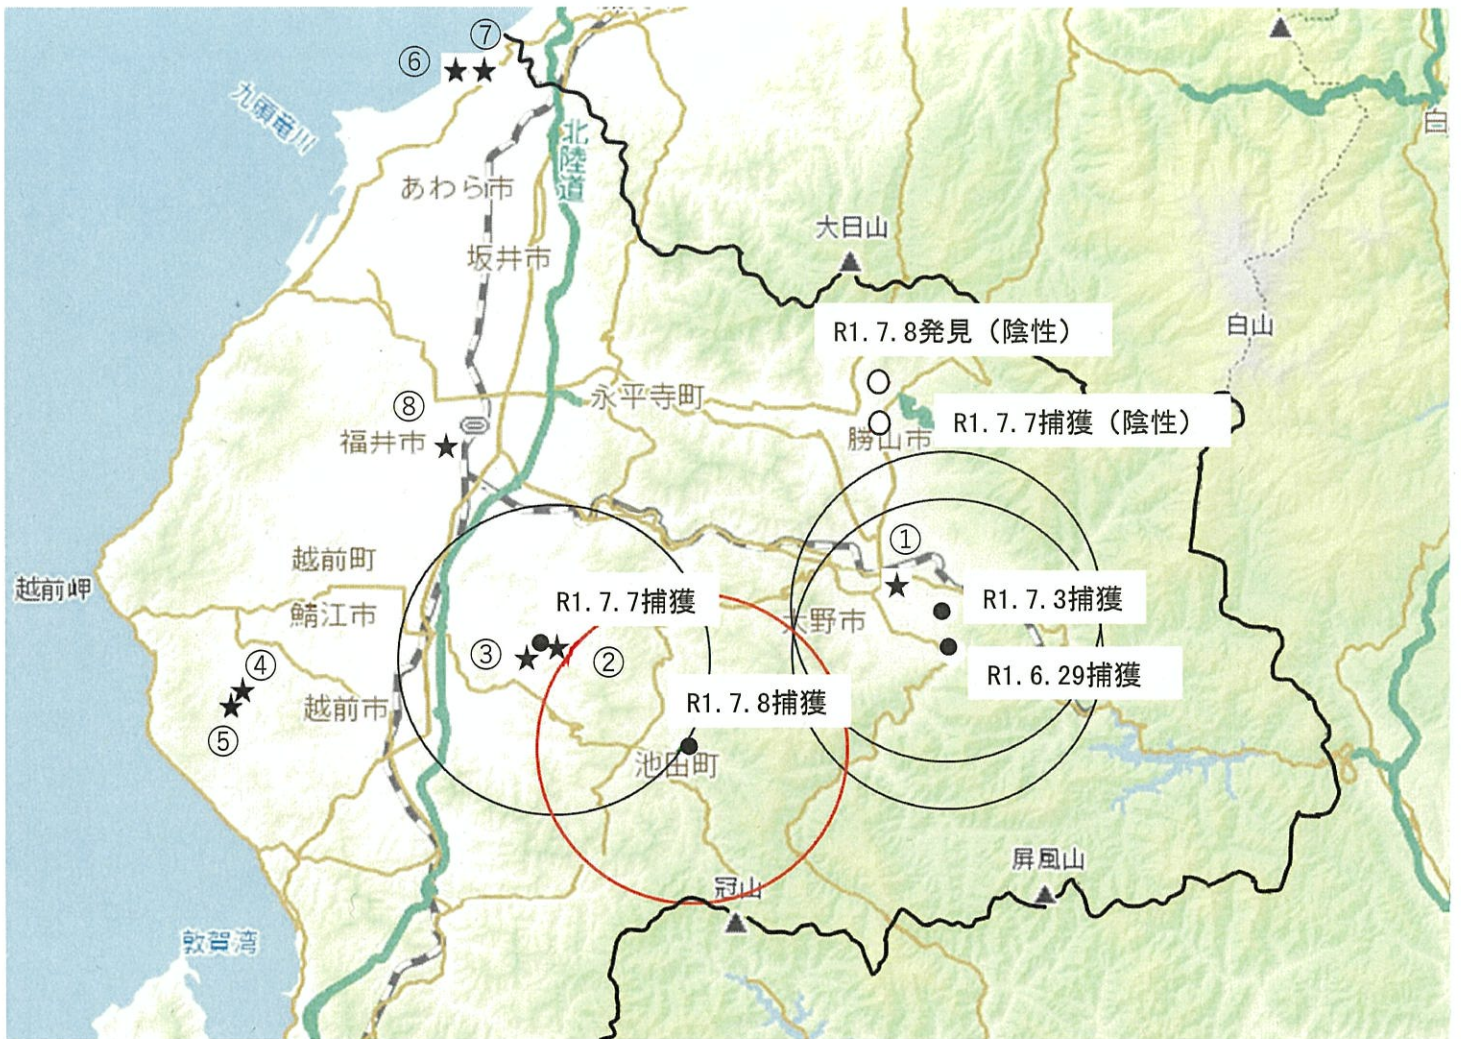 ⑦
⑥
九頭竜川
北陸道
あわら市
坂井市
大日山
白
白山
R1.7.8発見（陰性）
永平寺町
⑧
福井市
R1.7.7捕獲（陰性）
勝山市
①
越前町
越前岬
鯖江市
R1.7.7捕獲
大野市
R1.7.3捕獲
③
②
④
R1.6.29捕獲
R1.7.8捕獲
越前市
⑤
池田町
屏風山
冠山
敦賀湾